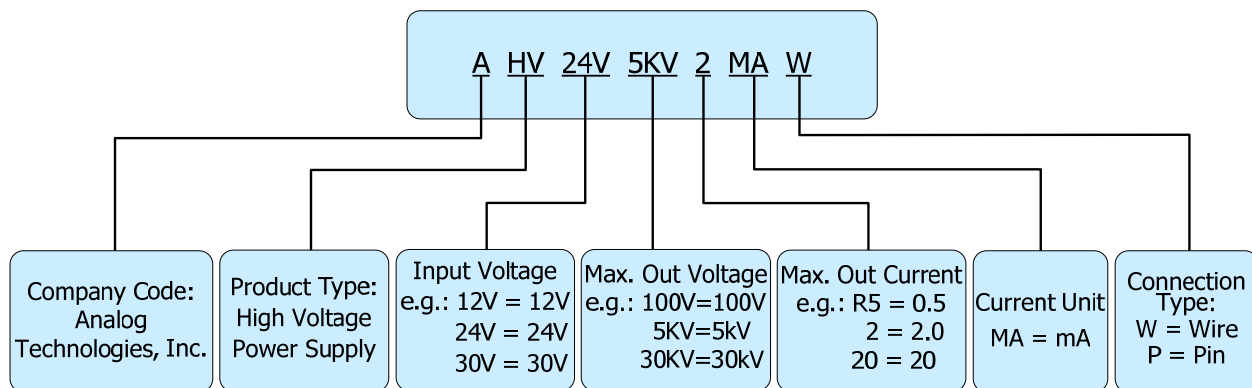 A HV 24V 5KV 2 MA W
Company Code:
Analog
Technologies, Inc.
Product Type:
High Voltage
Power Supply
Input Voltage
e.g.: 12V = 12V
24V = 24V
30V = 30V
Max. Out Voltage
e.g.: 100V=100V
5KV=5kV
30KV=30kV
Max. Out Current
e.g.: R5 = 0.5
2 = 2.0
20 = 20
Current Unit
MA = mA
Connection
Type:
W = Wire
P = Pin